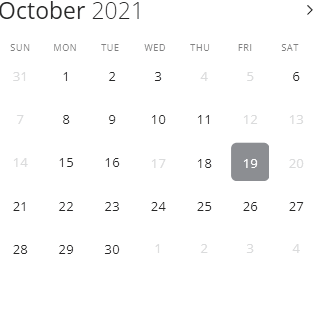 October 2021
SUN MON TUE WED THU FRI SAT
31 1 2 3 4 5 6
7 8 9 10 11 12 13
14 15 16 17 18 19 20
21 22 23 24 25 26 27
28 29 30 1 2 3 4